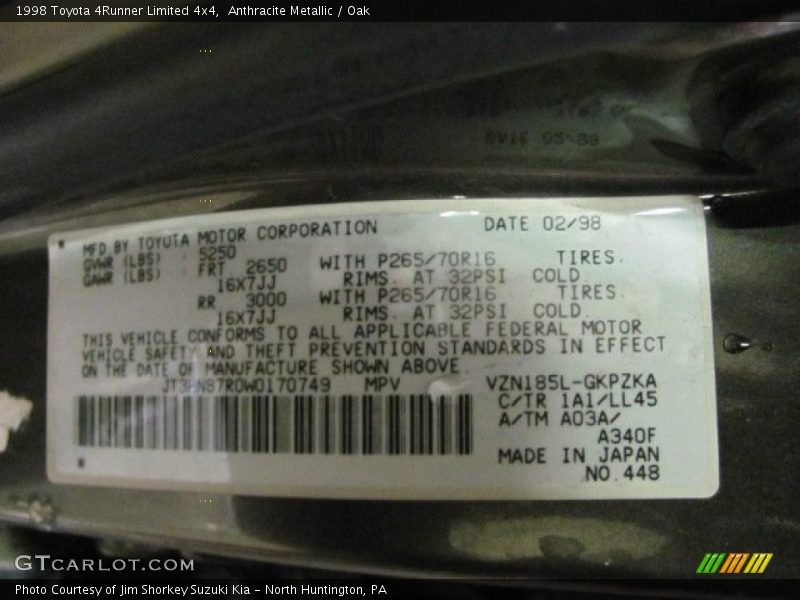 1998 Toyota 4Runner Limited 4x4, Anthracite Metallic / Oak
MFD BY TOYOTA MOTOR CORPORATION DATE 02/98
GVWR (LBS) : 5250
GAWR (LBS) : FRT 2650 WITH P265/70R16 TIRES.
16X7JJ RIMS. AT 32PSI COLD.
RR 3000 WITH P265/70R16 TIRES.
16X7JJ RIMS. AT 32PSI COLD.
THIS VEHICLE CONFORMS TO ALL APPLICABLE FEDERAL MOTOR
VEHICLE SAFETY AND THEFT PREVENTION STANDARDS IN EFFECT
ON THE DATE OF MANUFACTURE SHOWN ABOVE
MPV
VZN185L-GKPZKA
C/TR 1A1/LL45
A/TM A03A/
A340F
MADE IN JAPAN
NO.448
GTCARLOT.COM
Photo Courtesy of Jim Shorkey Suzuki Kia - North Huntington, PA